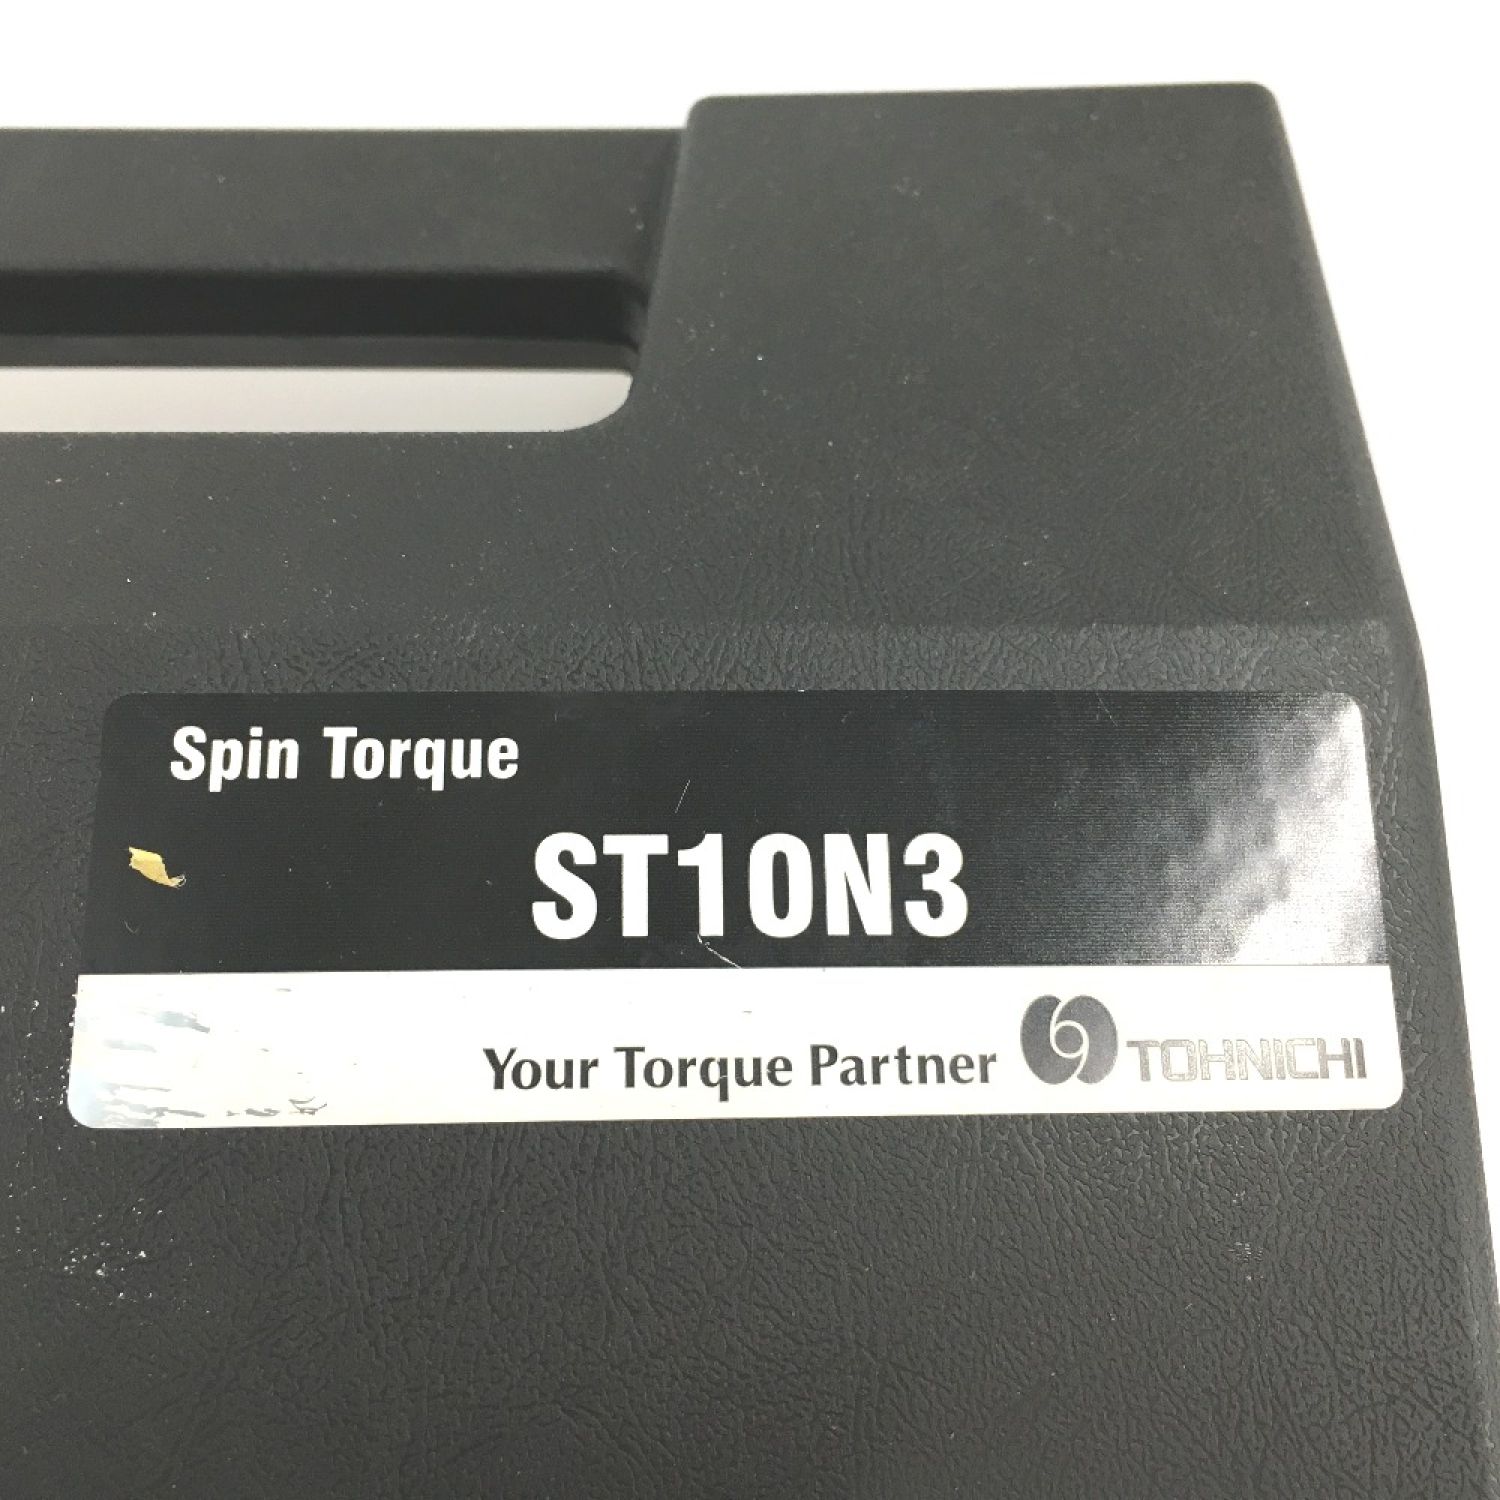 Spin Torque
ST10N3
Your Torque Partner TOHNICHI